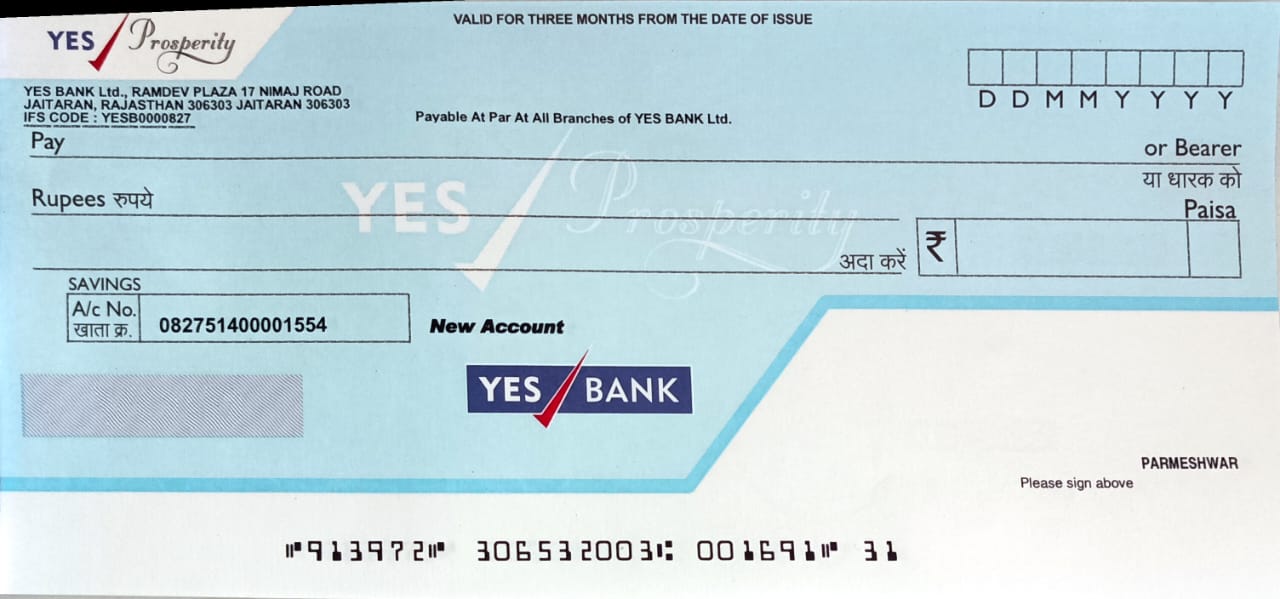 VALID FOR THREE MONTHS FROM THE DATE OF ISSUE
YES Prosperity
YES BANK Ltd., RAMDEV PLAZA 17 NIMAJ ROAD
JAITARAN, RAJASTHAN 306303 JAITARAN 306303
IFS CODE : YESB0000827
D D M M Y Y Y Y
Payable At Par At All Branches of YES BANK Ltd.
Pay or Bearer
या धारक को
YES Prosperity
Rupees रुपये
Paisa
अदा करें ₹
SAVINGS
A/c No.
खाता क्र. 082751400001554
New Account
YES BANK
PARMESHWAR
Please sign above
⑈913972⑈ 306532003⑆ 001691⑈ 31